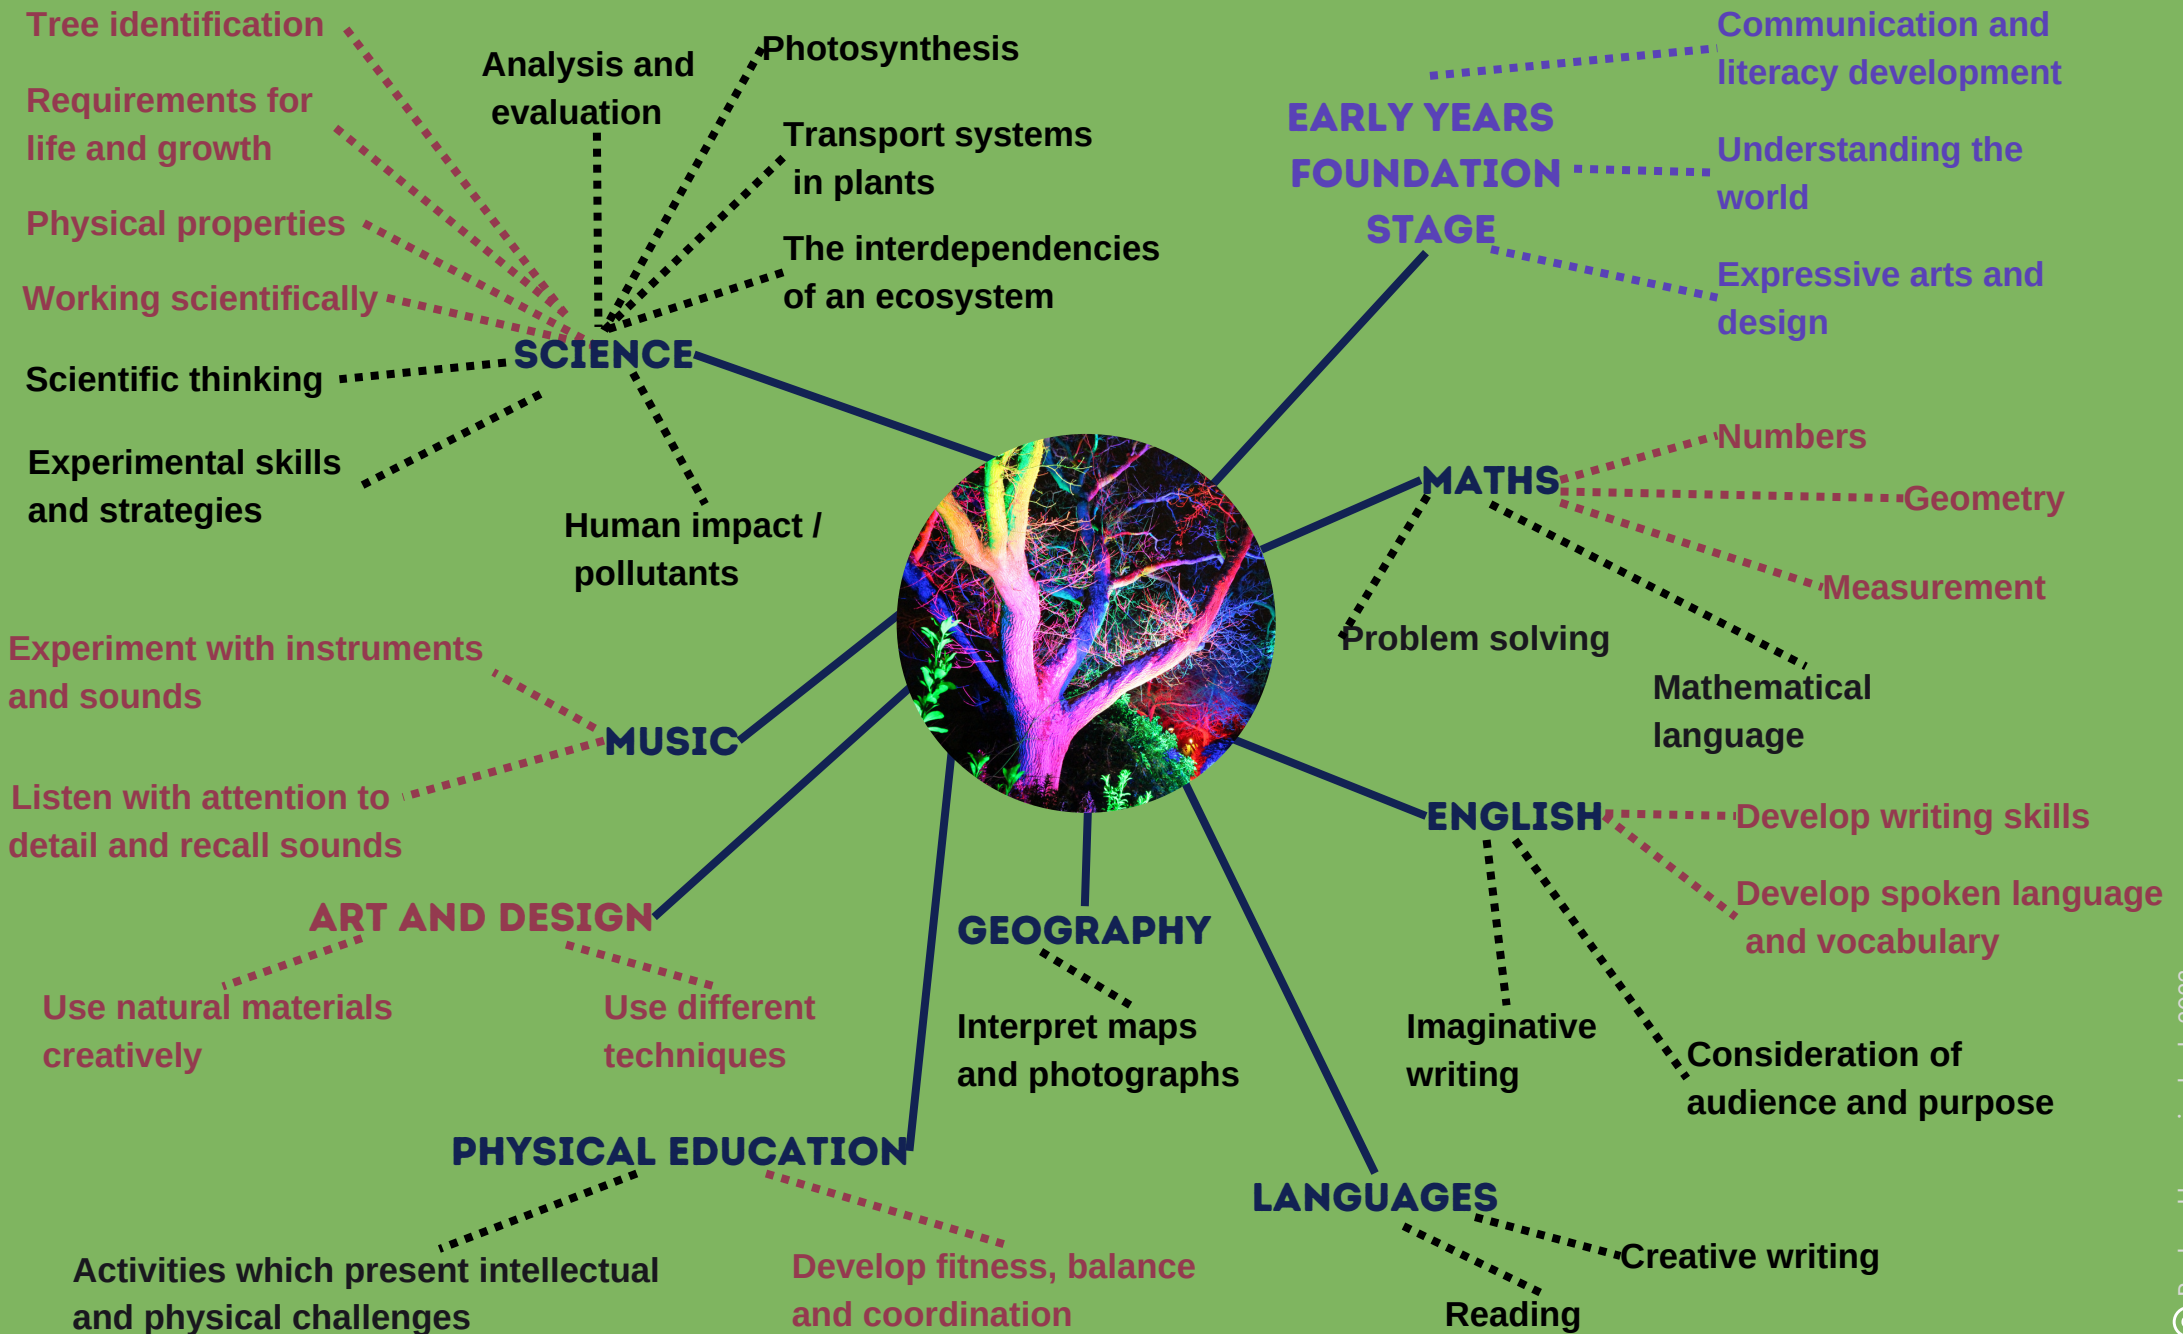 Tree identification
Requirements for
life and growth
Physical properties
Working scientifically
Scientific thinking
Experimental skills
and strategies
Analysis and
evaluation
Photosynthesis
Transport systems
in plants
The interdependencies
of an ecosystem
SCIENCE
Human impact /
pollutants
EARLY YEARS
FOUNDATION
STAGE
Communication and
literacy development
Understanding the
world
Expressive arts and
design
MATHS
Numbers
Geometry
Measurement
Problem solving
Mathematical
language
Experiment with instruments
and sounds
MUSIC
Listen with attention to
detail and recall sounds
ENGLISH
Develop writing skills
Develop spoken language
and vocabulary
Imaginative
writing
Consideration of
audience and purpose
ART AND DESIGN
Use natural materials
creatively
Use different
techniques
GEOGRAPHY
Interpret maps
and photographs
PHYSICAL EDUCATION
Activities which present intellectual
and physical challenges
Develop fitness, balance
and coordination
LANGUAGES
Creative writing
Reading